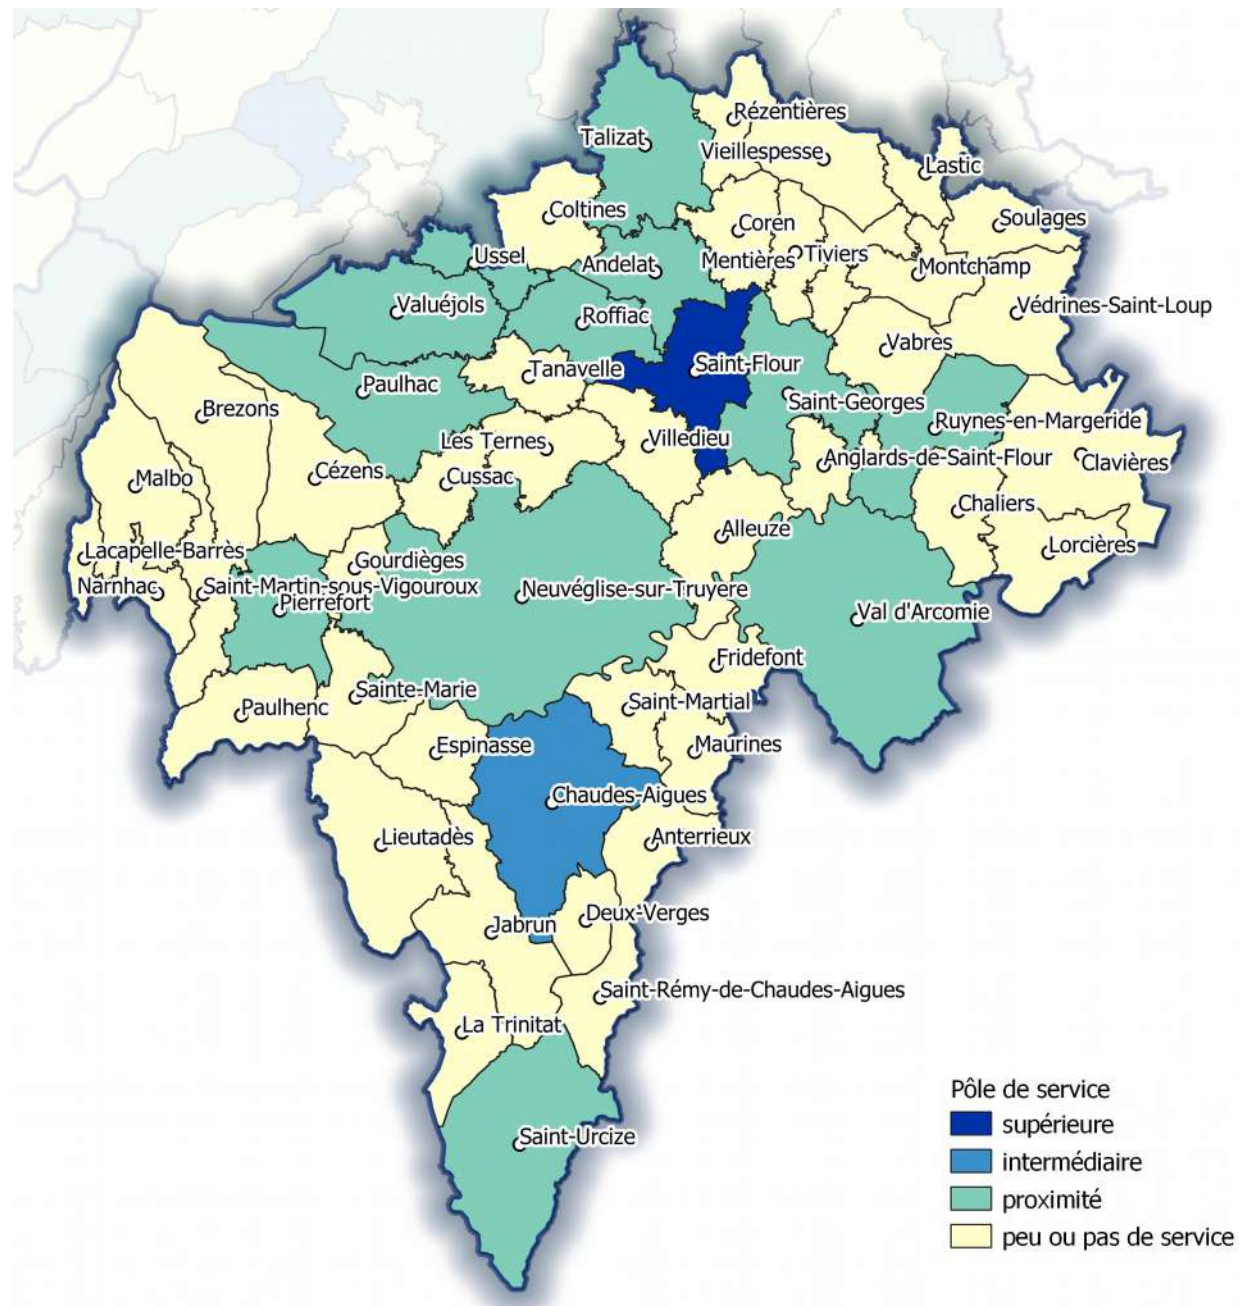 Rézentières
Talizat
Vieillespesse
Lastic
Coltines
Coren
Soulages
Ussel
Andelat
Mentières
Tiviers
Montchamp
Valuéjols
Roffiac
Védrines-Saint-Loup
Vabres
Tanavelle
Saint-Flour
Paulhac
Saint-Georges
Brezons
Ruynes-en-Margeride
Les Ternes
Villedieu
Anglards-de-Saint-Flour
Clavières
Malbo
Cézens
Cussac
Chaliers
Alleuze
Lacapelle-Barrès
Gourdièges
Lorcières
Narnhac
Saint-Martin-sous-Vigouroux
Pierrefort
Neuvéglise-sur-Truyere
Val d'Arcomie
Fridefont
Sainte-Marie
Saint-Martial
Paulhenc
Espinasse
Maurines
Chaudes-Aigues
Lieutadès
Anterrieux
Deux-Verges
Jabrun
Saint-Rémy-de-Chaudes-Aigues
La Trinitat
Saint-Urcize
Pôle de service
supérieure
intermédiaire
proximité
peu ou pas de service